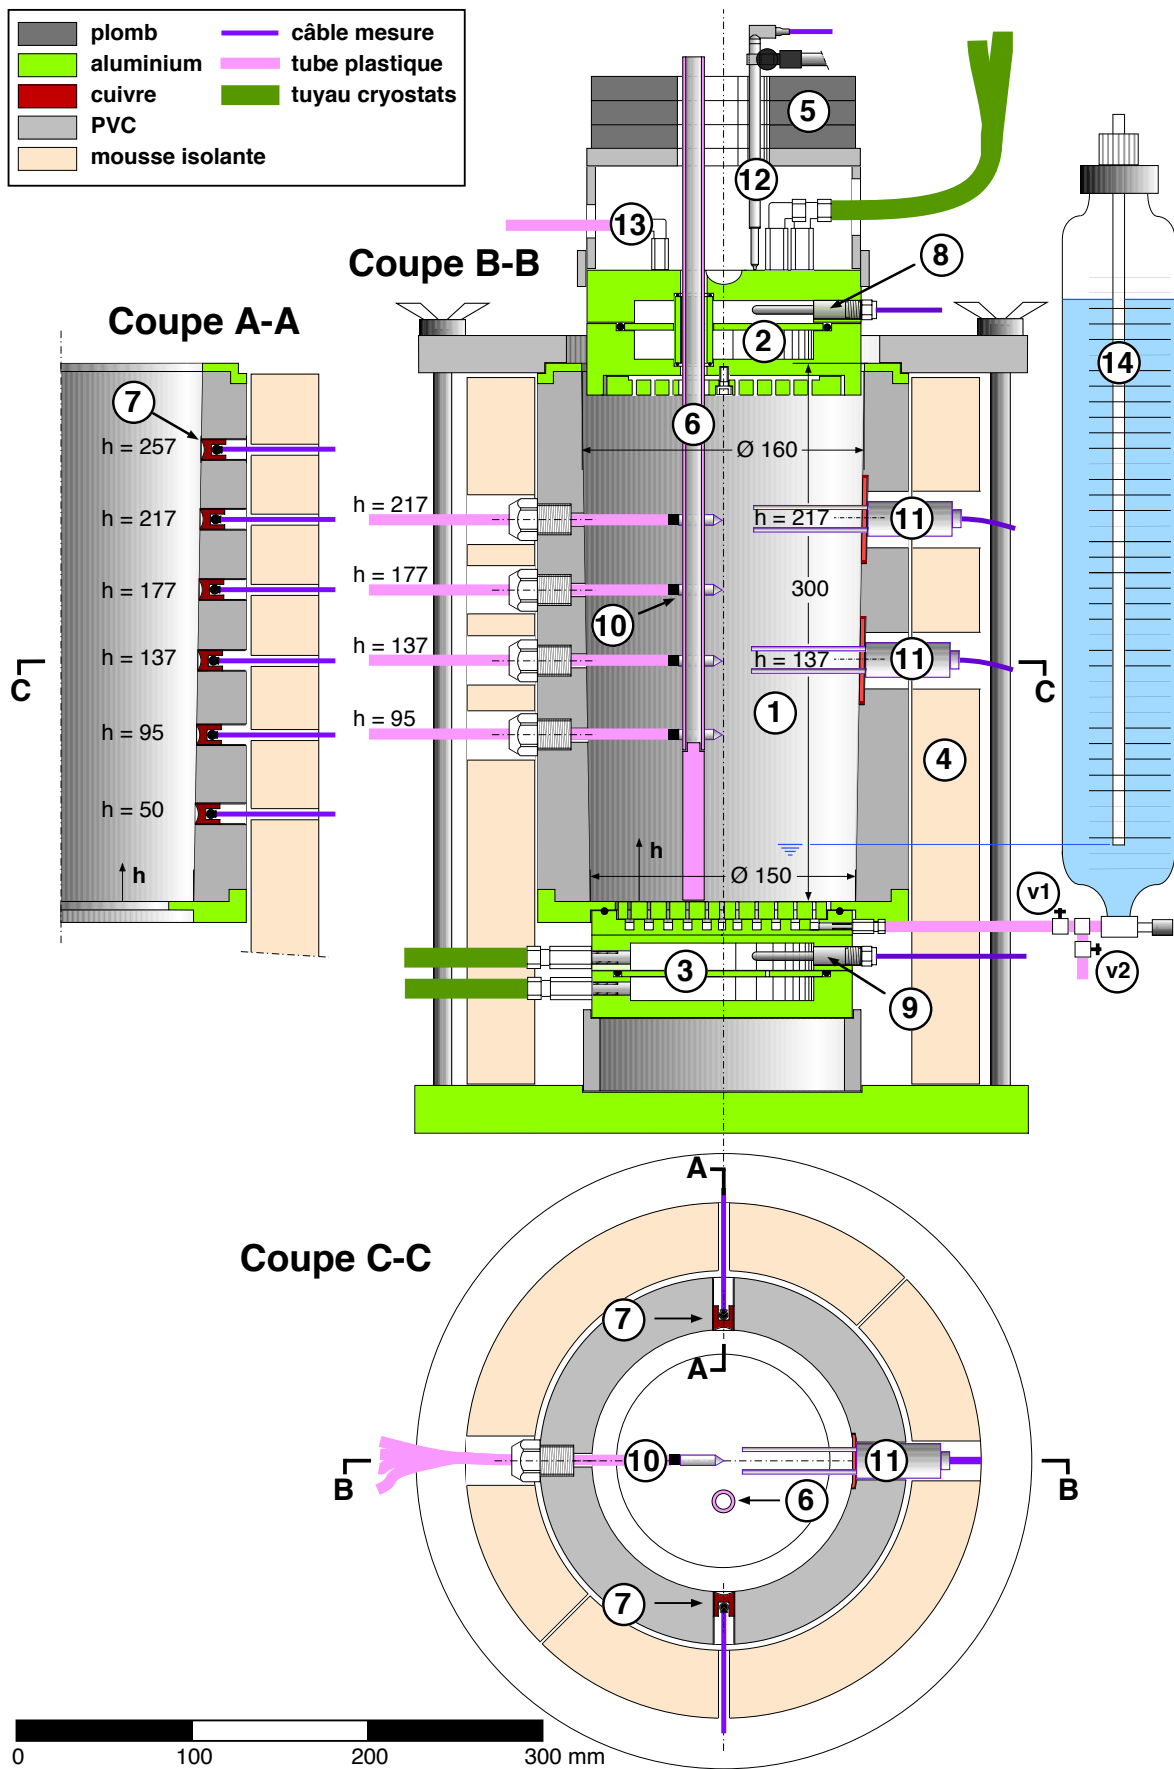 plomb
câble mesure
aluminium
tube plastique
cuivre
tuyau cryostats
PVC
mousse isolante
5
12
13
Coupe B-B
8
Coupe A-A
2
14
7
6
h = 257
Ø 160
h = 217
h = 217
h = 217
11
h = 177
h = 177
300
10
h = 137
h = 137
h = 137
11
C
C
1
h = 95
h = 95
4
h = 50
h
h
Ø 150
v1
3
v2
9
A
Coupe C-C
7
A
10
11
B
B
6
7
0
100
200
300 mm